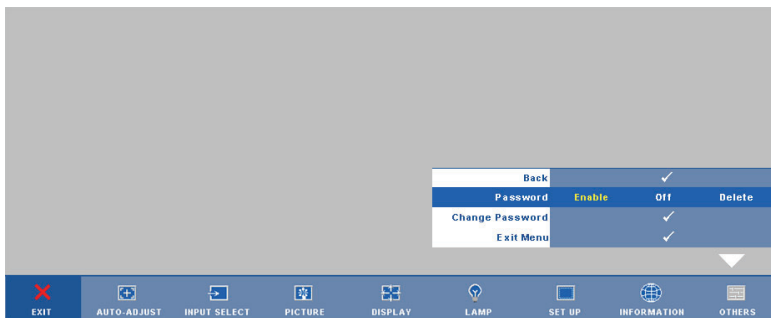 Back
Password Enable Off Delete
Change Password
Exit Menu
EXIT AUTO-ADJUST INPUT SELECT PICTURE DISPLAY LAMP SET UP INFORMATION OTHERS